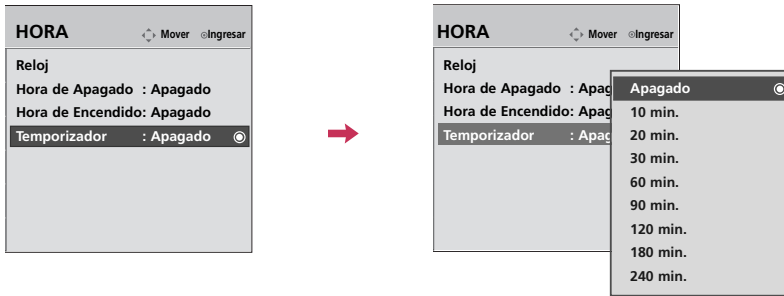 HORA
Mover
Ingresar
Reloj
Hora de Apagado : Apagado
Hora de Encendido: Apagado
Temporizador : Apagado
HORA
Mover
Ingresar
Reloj
Hora de Apagado : Apag
Hora de Encendido: Apag
Temporizador : Apag
Apagado
10 min.
20 min.
30 min.
60 min.
90 min.
120 min.
180 min.
240 min.